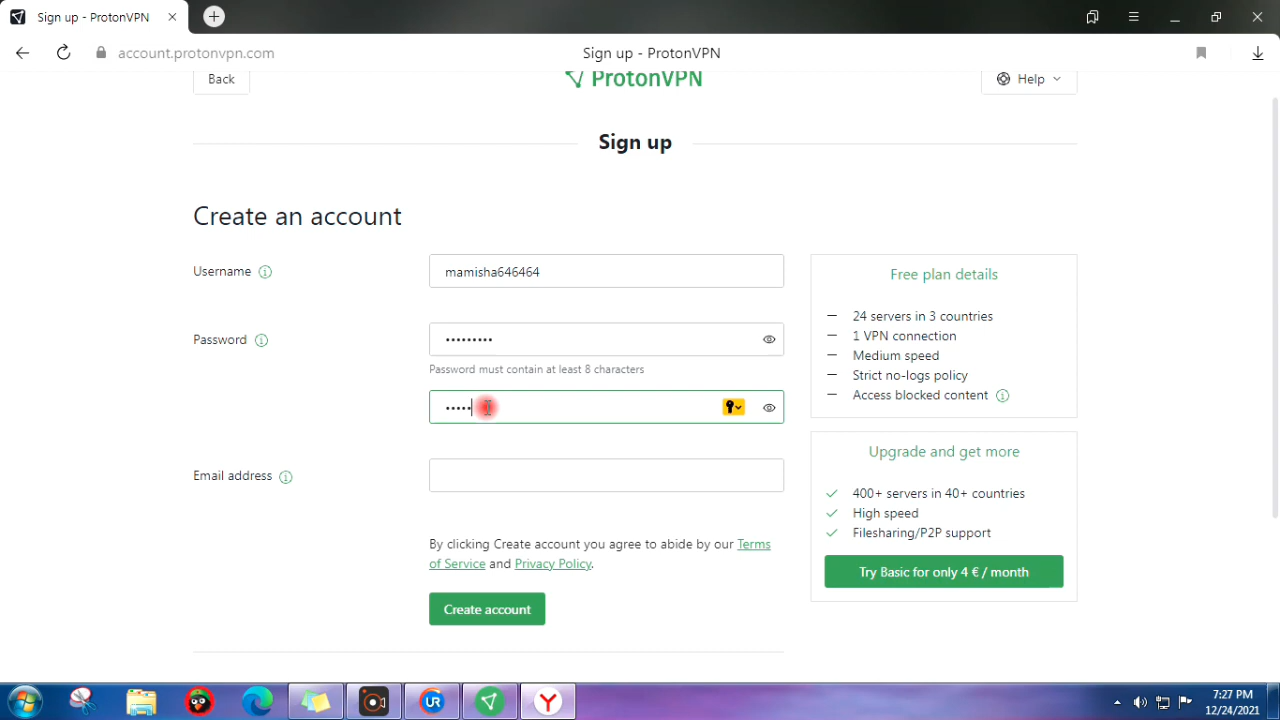 Sign up - ProtonVPN
account.protonvpn.com
Sign up - ProtonVPN
Back
ProtonVPN
Help
Sign up
Create an account
Username
mamisha646464
Password
•••••••••
Password must contain at least 8 characters
•••••
Email address
By clicking Create account you agree to abide by our Terms
of Service and Privacy Policy.
Create account
Free plan details
24 servers in 3 countries
1 VPN connection
Medium speed
Strict no-logs policy
Access blocked content
Upgrade and get more
400+ servers in 40+ countries
High speed
Filesharing/P2P support
Try Basic for only 4 € / month
UR
Y
7:27 PM
12/24/2021